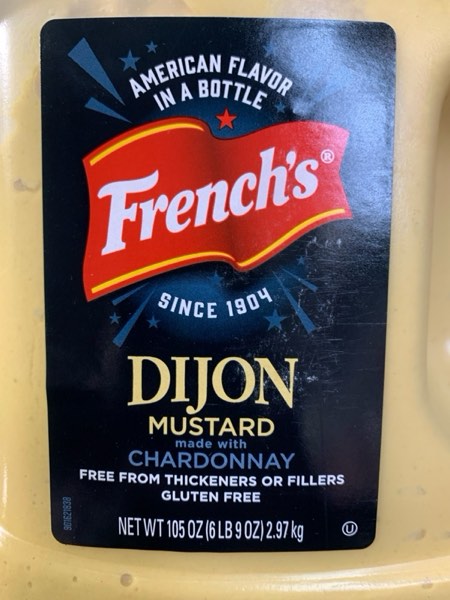 AMERICAN FLAVOR
IN A BOTTLE
French's®
SINCE 1904
DIJON
MUSTARD
made with
CHARDONNAY
FREE FROM THICKENERS OR FILLERS
GLUTEN FREE
NET WT 105 OZ (6 LB 9 OZ) 2.97 kg
U